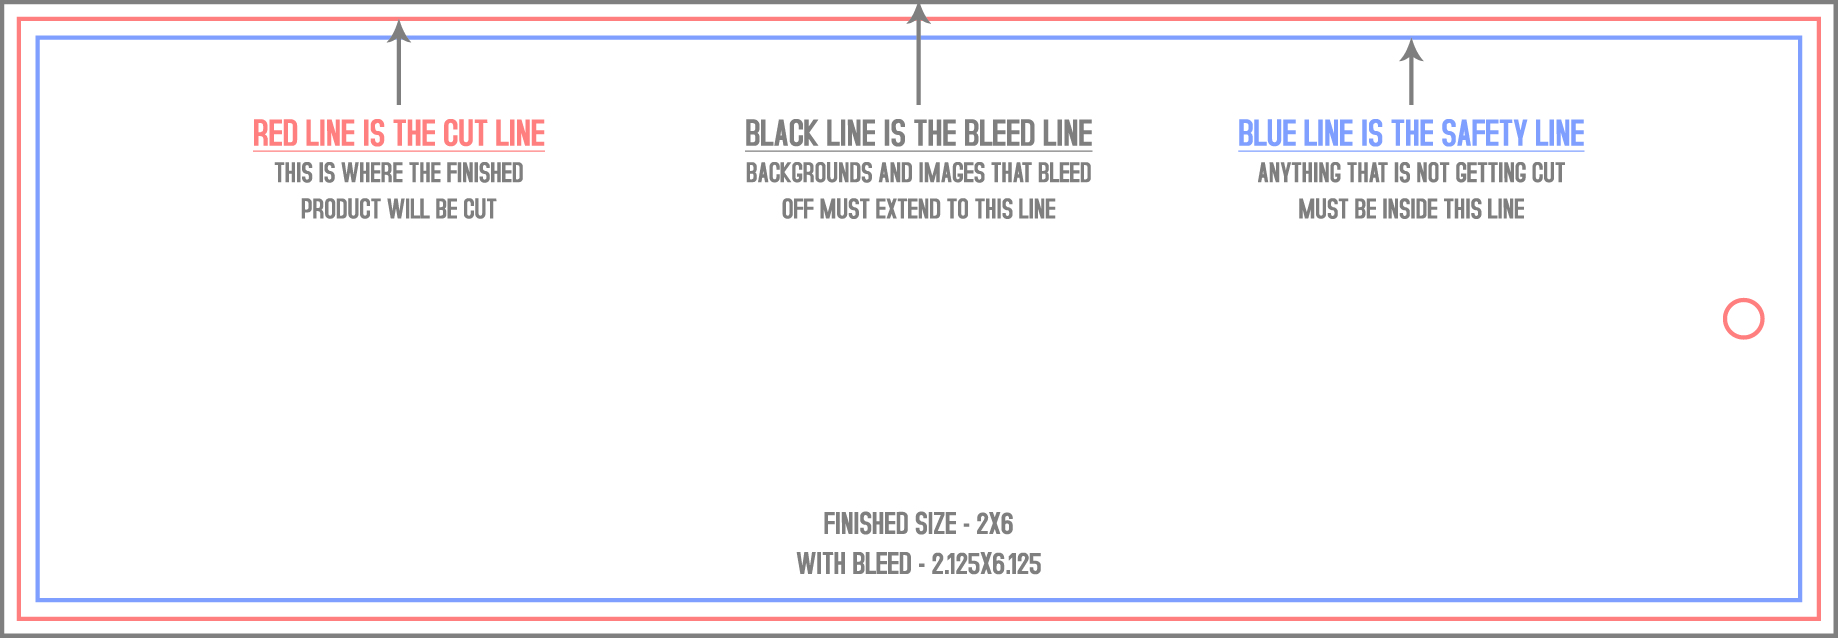 RED LINE IS THE CUT LINE
THIS IS WHERE THE FINISHED
PRODUCT WILL BE CUT
BLACK LINE IS THE BLEED LINE
BACKGROUNDS AND IMAGES THAT BLEED
OFF MUST EXTEND TO THIS LINE
BLUE LINE IS THE SAFETY LINE
ANYTHING THAT IS NOT GETTING CUT
MUST BE INSIDE THIS LINE
FINISHED SIZE - 2X6
WITH BLEED - 2.125X6.125